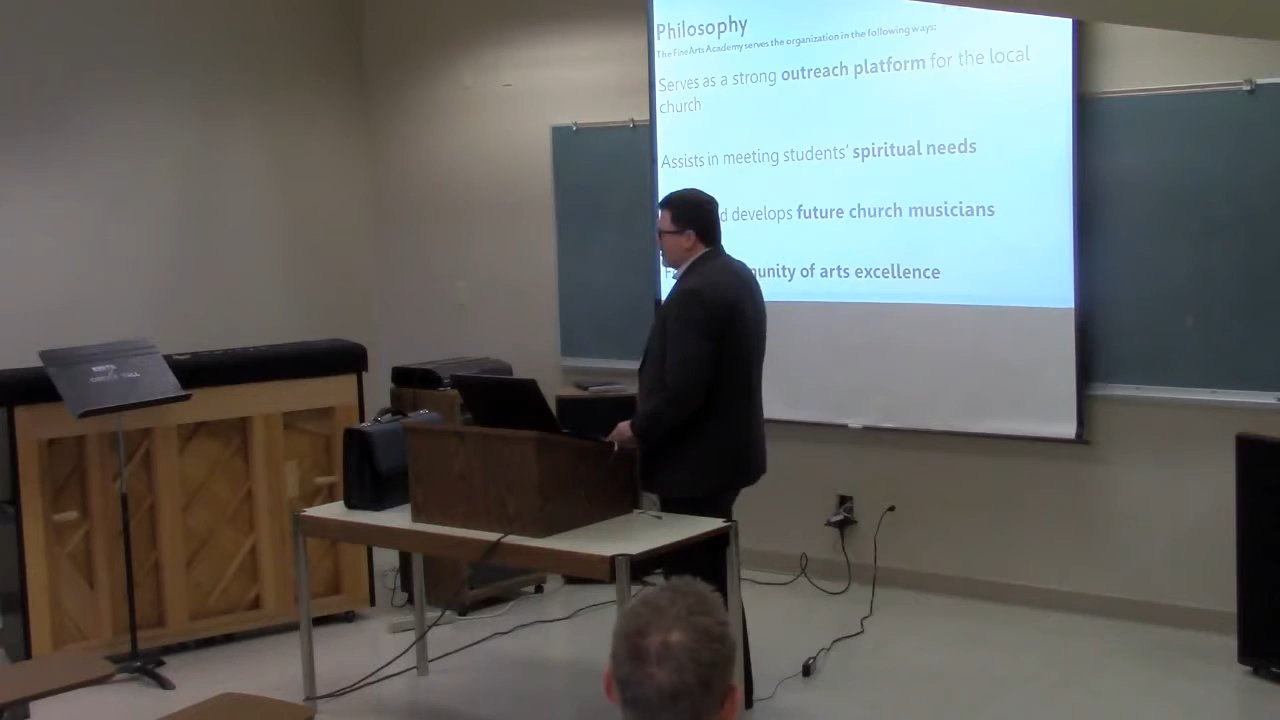 Philosophy
The Fine Arts Academy serves the organization in the following ways:
Serves as a strong outreach platform for the local
church
Assists in meeting students' spiritual needs
develops future church musicians
of arts excellence